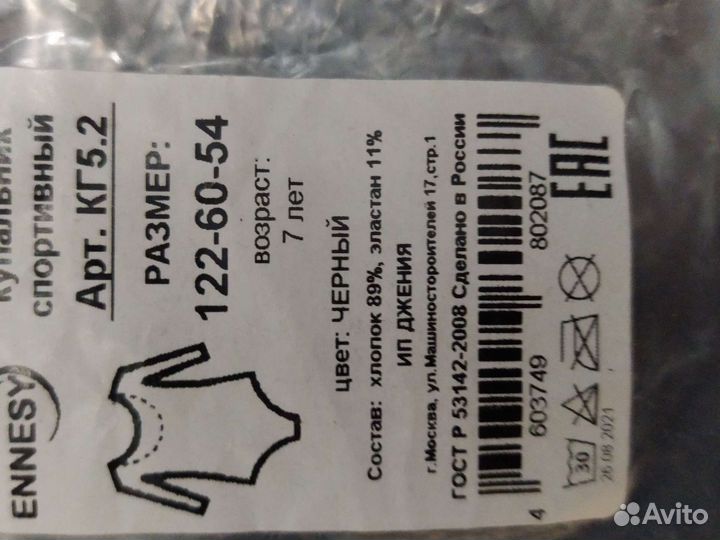 ENNESY
купальник
спортивный
Арт. КГ5.2
РАЗМЕР:
122-60-54
возраст:
7 лет
цвет: ЧЕРНЫЙ
Состав: хлопок 89%, эластан 11%
ИП ДЖЕНИЯ
г.Москва, ул.Машиностороителей 17,стр.1
ГОСТ Р 53142-2008 Сделано в России
4 603749 802087
30
EAC
26 08 2021
Avito